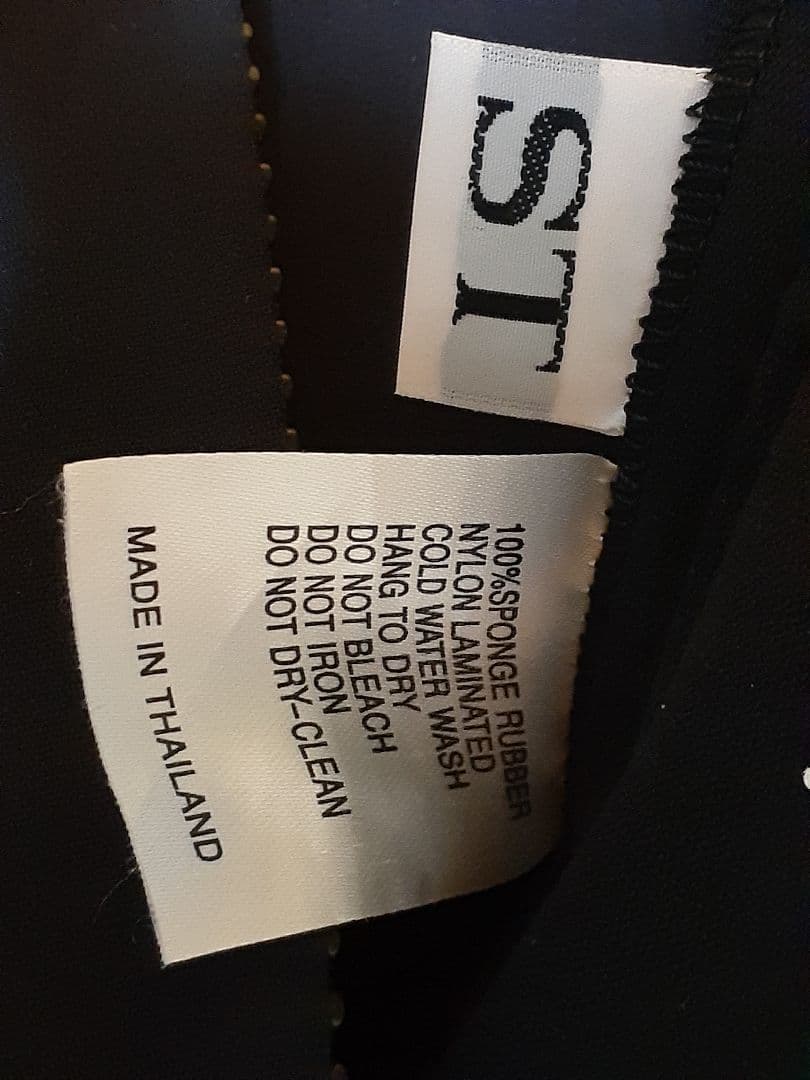 ST
100%SPONGE RUBBER
NYLON LAMINATED
COLD WATER WASH
HANG TO DRY
DO NOT BLEACH
DO NOT IRON
DO NOT DRY-CLEAN
MADE IN THAILAND